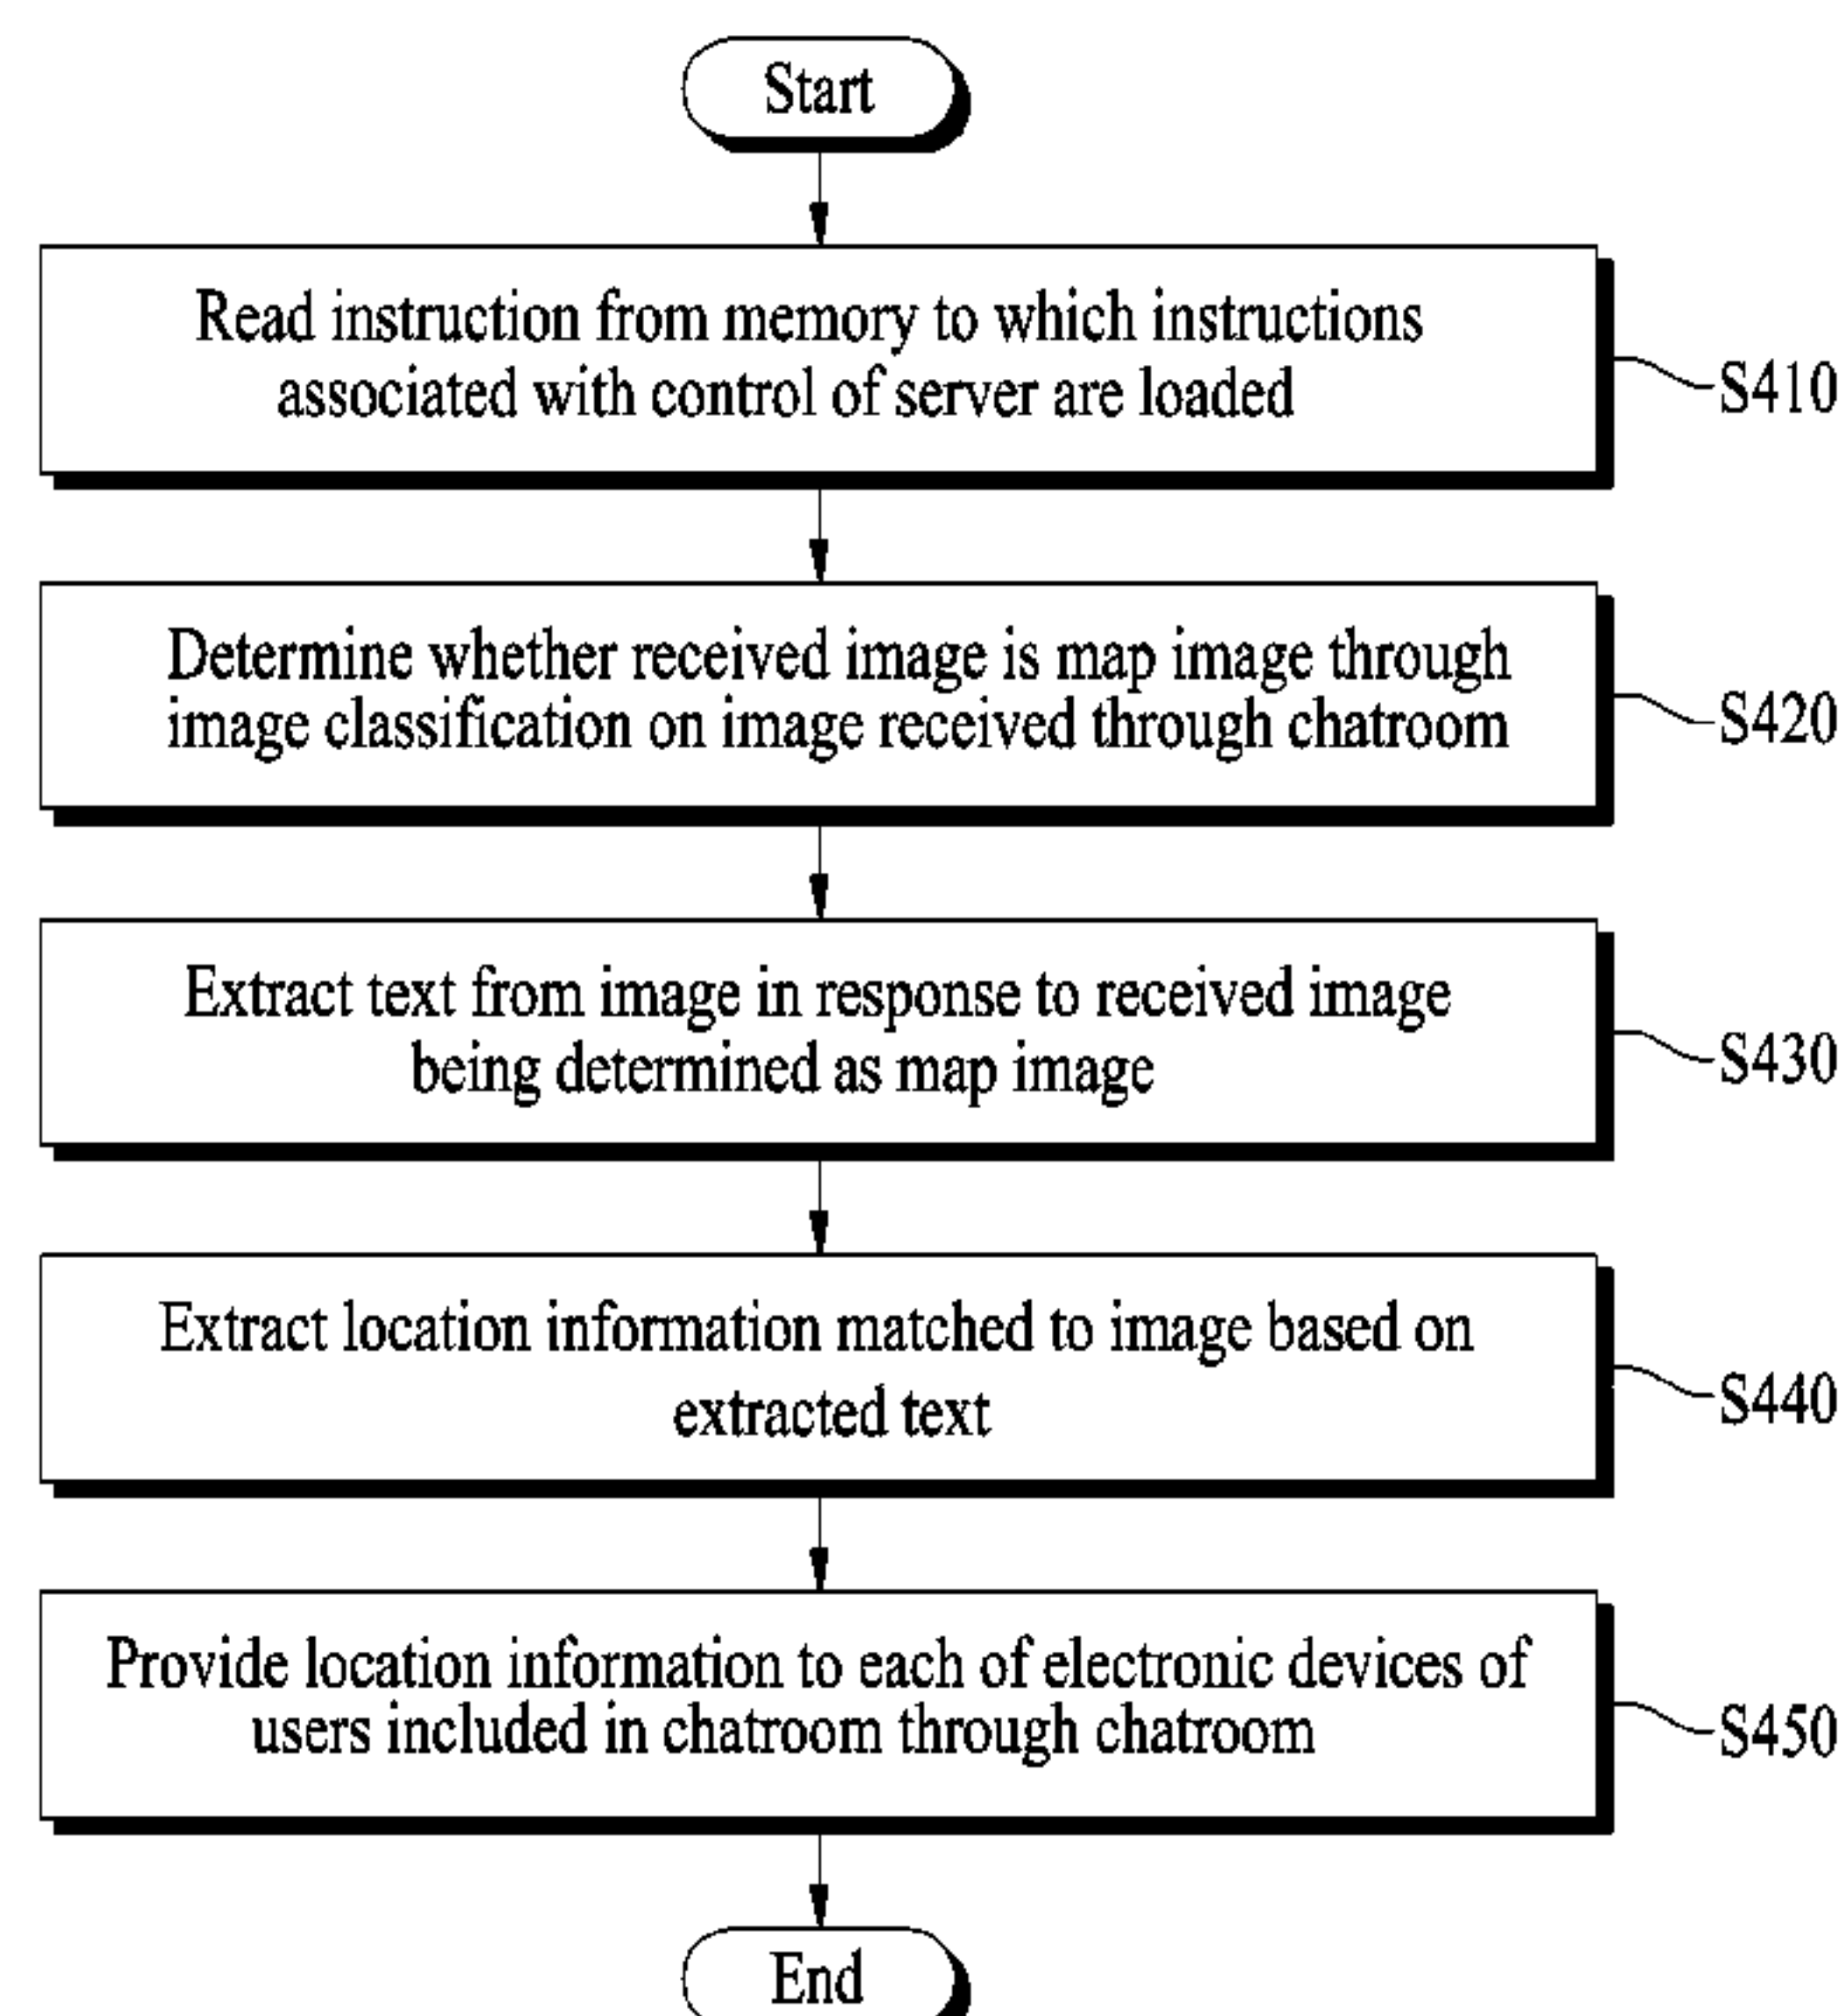 Start
Read instruction from memory to which instructions
associated with control of server are loaded
S410
Determine whether received image is map image through
image classification on image received through chatroom
S420
Extract text from image in response to received image
being determined as map image
S430
Extract location information matched to image based on
extracted text
S440
Provide location information to each of electronic devices of
users included in chatroom through chatroom
S450
End